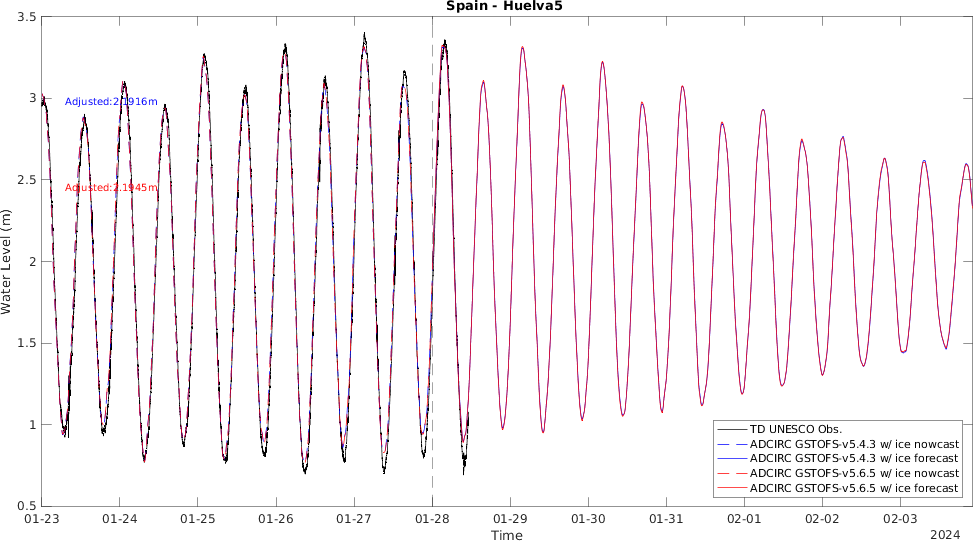 Spain - Huelva5
3.5
3
2.5
2
1.5
1
0.5
Water Level (m)
Adjusted:2.1916m
Adjusted:2.1945m
TD UNESCO Obs.
ADCIRC GSTOFS-v5.4.3 w/ ice nowcast
ADCIRC GSTOFS-v5.4.3 w/ ice forecast
ADCIRC GSTOFS-v5.6.5 w/ ice nowcast
ADCIRC GSTOFS-v5.6.5 w/ ice forecast
01-23 01-24 01-25 01-26 01-27 01-28 01-29 01-30 01-31 02-01 02-02 02-03
Time
2024